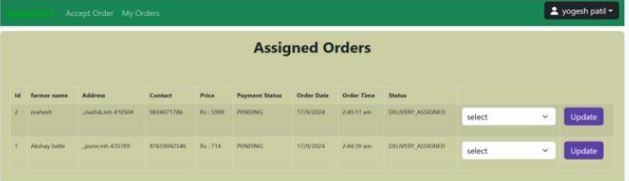 Accept Order My Orders yogesh patil
Assigned Orders
Id farmer name Address Contact Price Payment Status Order Date Order Time Status
2 mahesh ,,nashik,mh 410504 9834071786 Rs : 5998 PENDING 17/9/2024 2:49:11 am DELIVERY_ASSIGNED select Update
1 Akshay balte ,,pune,mh 435789 87659042546 Rs : 714 PENDING 17/9/2024 2:44:39 am DELIVERY_ASSIGNED select Update